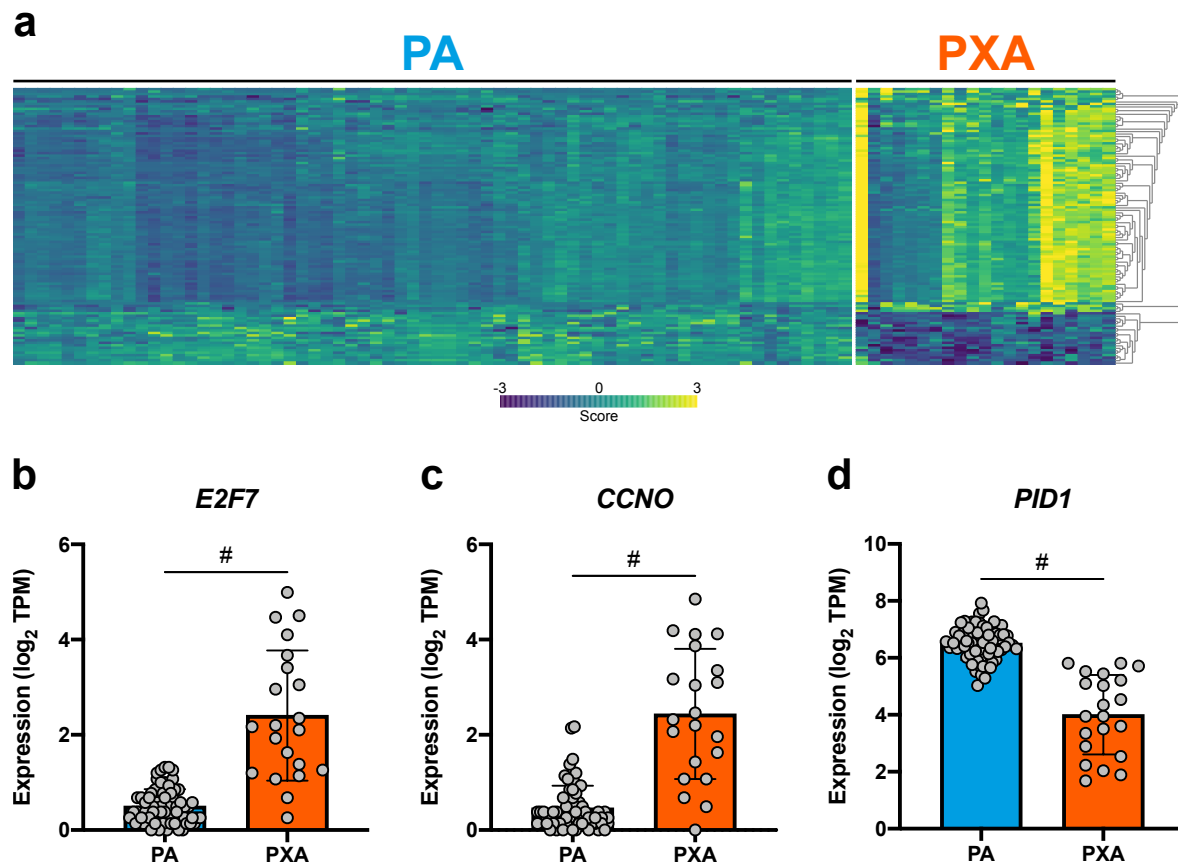 a
PA PXA
-3 0 3
Score
b E2F7
#
Expression (log2 TPM)
6
4
2
0
PA PXA
c CCNO
#
Expression (log2 TPM)
6
4
2
0
PA PXA
d PID1
#
Expression (log2 TPM)
10
8
6
4
2
0
PA PXA